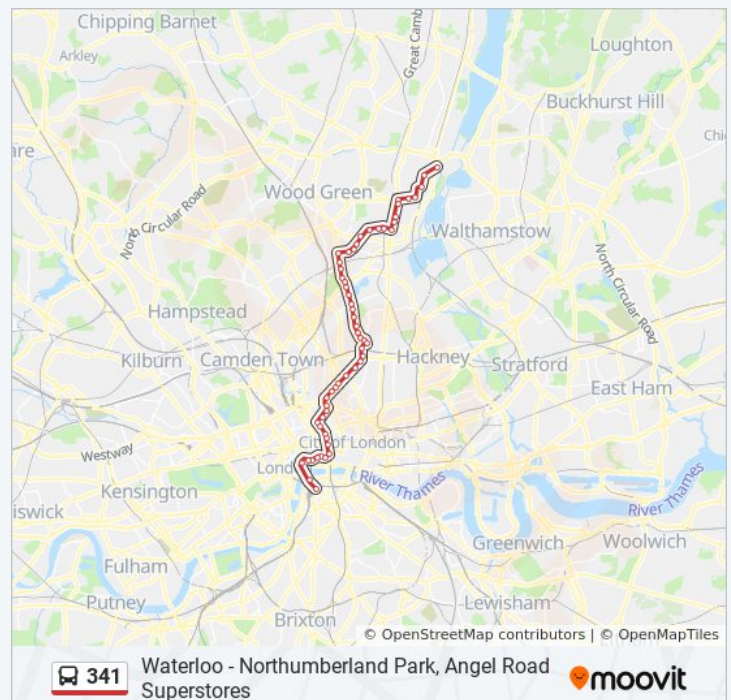 Chipping Barnet
Great Camb
Loughton
Arkley
Buckhurst Hill
Chi
are
Wood Green
North Circular Road
Walthamstow
North Circular Road
Hampstead
Kilburn
Camden Town
Hackney
Stratford
East Ham
City of London
Westway
Lond
River Thames
Kensington
River Thames
iswick
Greenwich
Woolwich
Fulham
Putney
Lewisham
Brixton
© OpenStreetMap contributors | © OpenMapTiles
341
Waterloo - Northumberland Park, Angel Road
Superstores
moovit